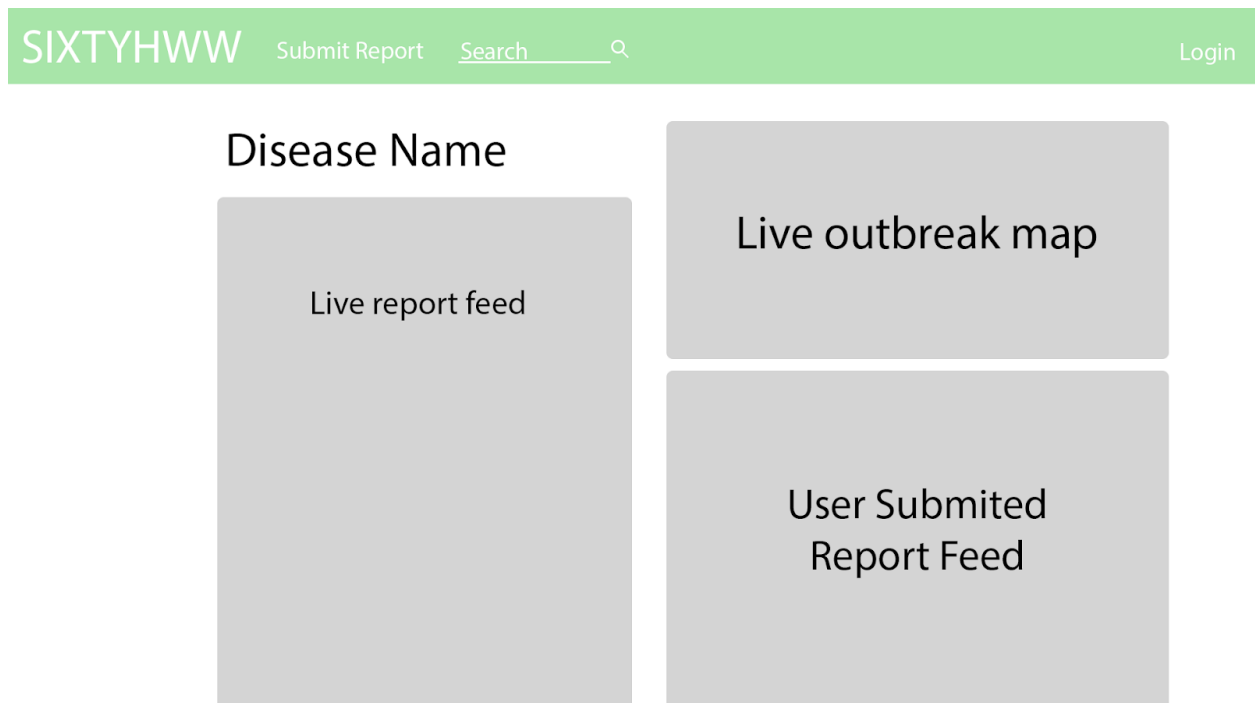 SIXTYHWW
Submit Report
Search
Login
Disease Name
Live report feed
Live outbreak map
User Submited
Report Feed